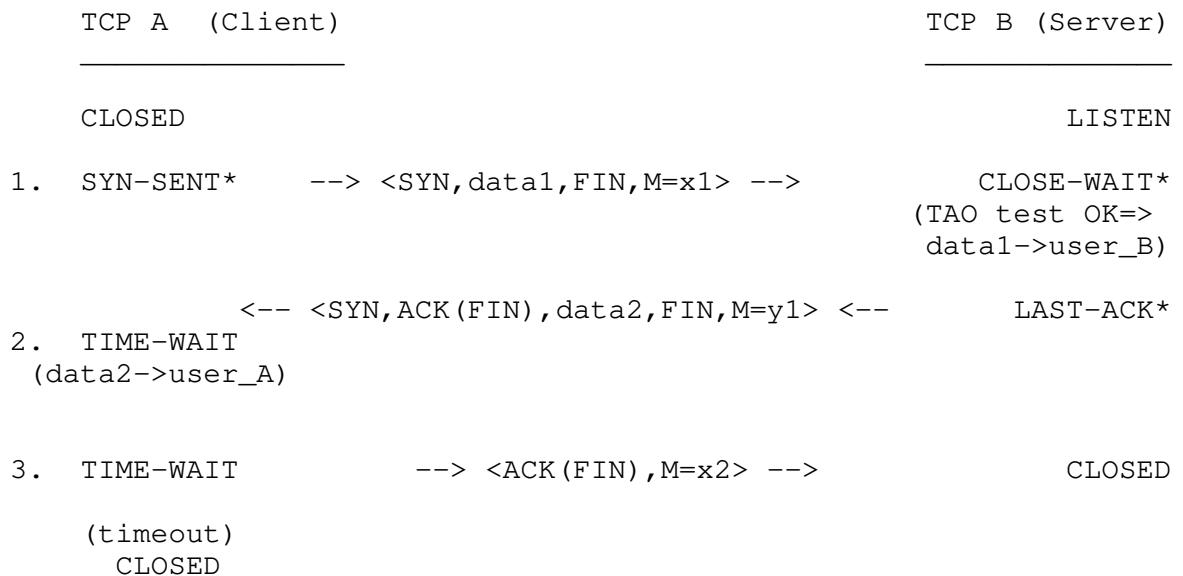 TCP A  (Client)                                 TCP B (Server)
_______________                                 ______________
CLOSED                                                  LISTEN
1.  SYN-SENT*    --> <SYN,data1,FIN,M=x1> -->          CLOSE-WAIT*
(TAO test OK=>
data1->user_B)
<-- <SYN,ACK(FIN),data2,FIN,M=y1> <--         LAST-ACK*
2.  TIME-WAIT
(data2->user_A)
3.  TIME-WAIT          --> <ACK(FIN),M=x2> -->              CLOSED
(timeout)
CLOSED